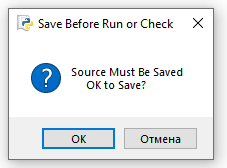 Save Before Run or Check
Source Must Be Saved
OK to Save?
OK
Отмена